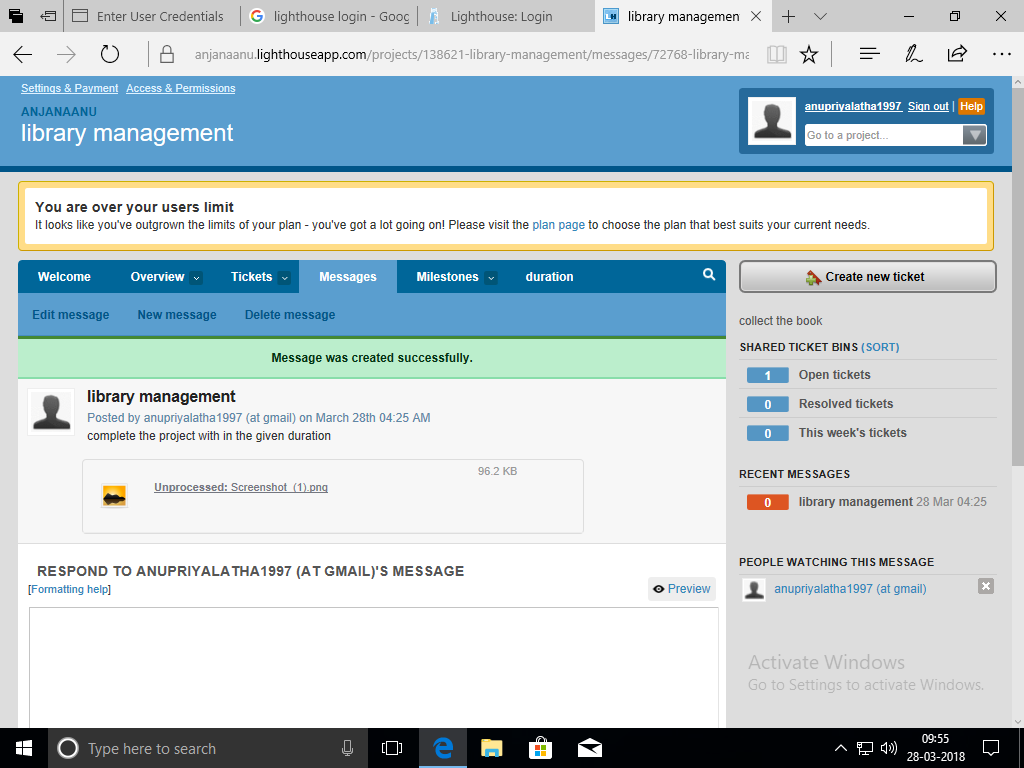 Enter User Credentials
lighthouse login - Goog
Lighthouse: Login
library managemen
anjanaanu.lighthouseapp.com/projects/138621-library-management/messages/72768-library-ma
Settings & Payment Access & Permissions
ANJANAANU
library management
anupriyalatha1997 Sign out | Help
Go to a project...
You are over your users limit
It looks like you've outgrown the limits of your plan - you've got a lot going on! Please visit the plan page to choose the plan that best suits your current needs.
Welcome Overview Tickets Messages Milestones duration
Edit message New message Delete message
Message was created successfully.
library management
Posted by anupriyalatha1997 (at gmail) on March 28th 04:25 AM
complete the project with in the given duration
96.2 KB
Unprocessed: Screenshot_(1).png
RESPOND TO ANUPRIYALATHA1997 (AT GMAIL)'S MESSAGE
[Formatting help]
Preview
Create new ticket
collect the book
SHARED TICKET BINS (SORT)
1 Open tickets
0 Resolved tickets
0 This week's tickets
RECENT MESSAGES
0 library management 28 Mar 04:25
PEOPLE WATCHING THIS MESSAGE
anupriyalatha1997 (at gmail)
Activate Windows
Go to Settings to activate Windows.
Type here to search
09:55
28-03-2018